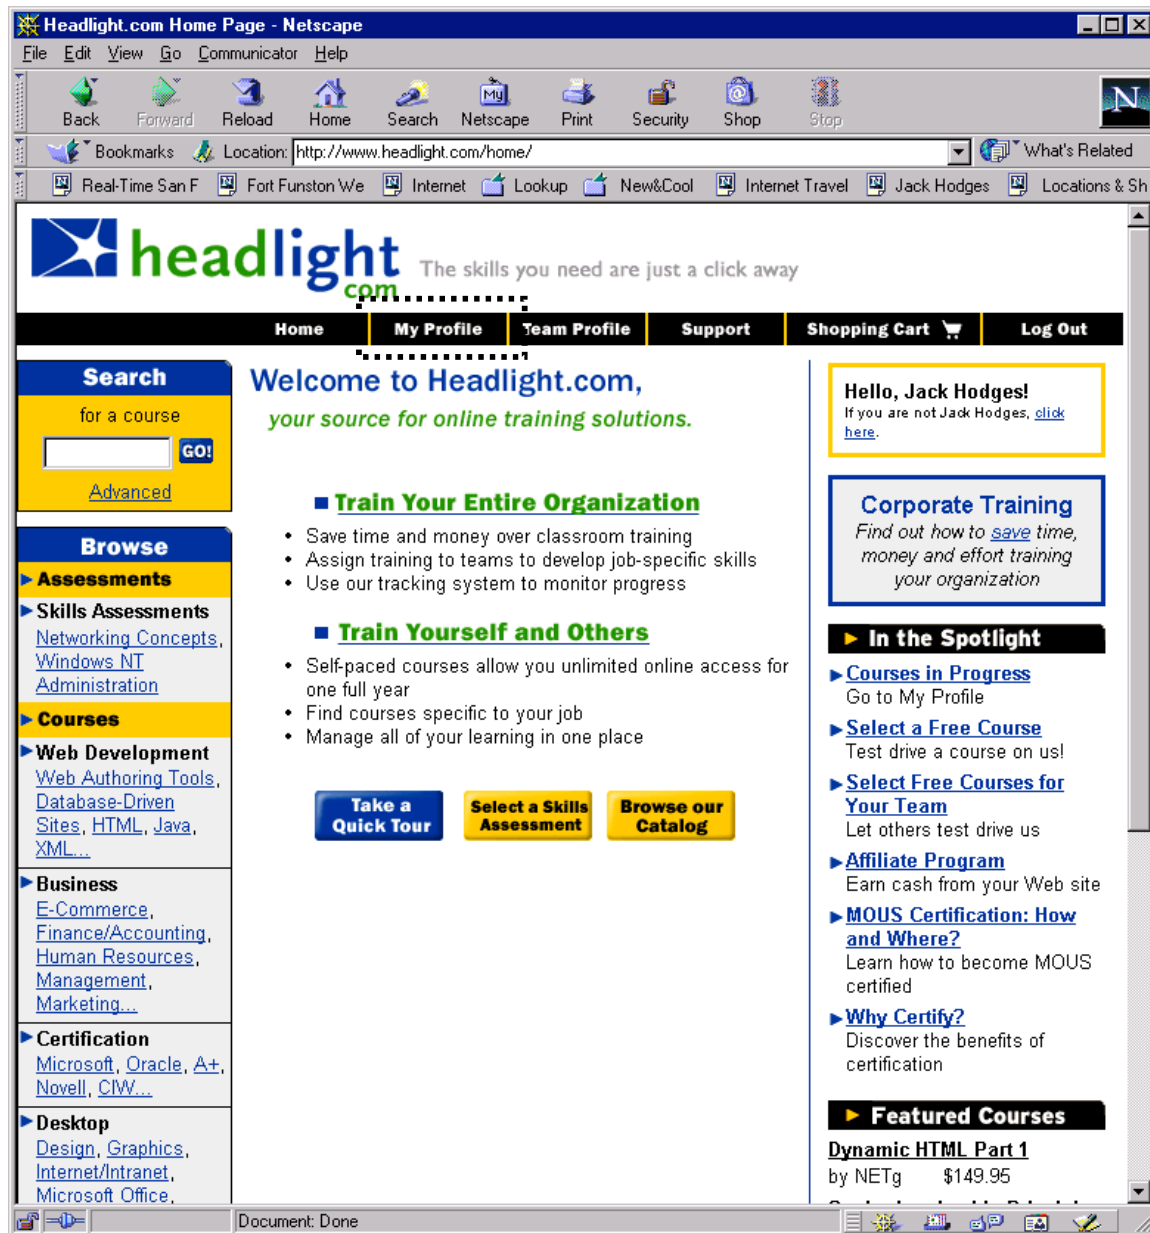 Headlight.com Home Page - Netscape
File Edit View Go Communicator Help
Back Forward Reload Home Search Netscape Print Security Shop Stop
My
N
Bookmarks Location: http://www.headlight.com/home/ What's Related
Real-Time San F Fort Funston We Internet Lookup New&Cool Internet Travel Jack Hodges Locations & Sh
headlight
com
The skills you need are just a click away
Home My Profile Team Profile Support Shopping Cart Log Out
Search
for a course
GO!
Advanced
Browse
Assessments
Skills Assessments
Networking Concepts,
Windows NT
Administration
Courses
Web Development
Web Authoring Tools,
Database-Driven
Sites, HTML, Java,
XML...
Business
E-Commerce,
Finance/Accounting,
Human Resources,
Management,
Marketing...
Certification
Microsoft, Oracle, A+,
Novell, CIW...
Desktop
Design, Graphics,
Internet/Intranet,
Microsoft Office,
Welcome to Headlight.com,
your source for online training solutions.
Train Your Entire Organization
• Save time and money over classroom training
• Assign training to teams to develop job-specific skills
• Use our tracking system to monitor progress
Train Yourself and Others
• Self-paced courses allow you unlimited online access for
one full year
• Find courses specific to your job
• Manage all of your learning in one place
Take a
Quick Tour
Select a Skills
Assessment
Browse our
Catalog
Hello, Jack Hodges!
If you are not Jack Hodges, click
here.
Corporate Training
Find out how to save time,
money and effort training
your organization
In the Spotlight
Courses in Progress
Go to My Profile
Select a Free Course
Test drive a course on us!
Select Free Courses for
Your Team
Let others test drive us
Affiliate Program
Earn cash from your Web site
MOUS Certification: How
and Where?
Learn how to become MOUS
certified
Why Certify?
Discover the benefits of
certification
Featured Courses
Dynamic HTML Part 1
by NETg $149.95
Document: Done